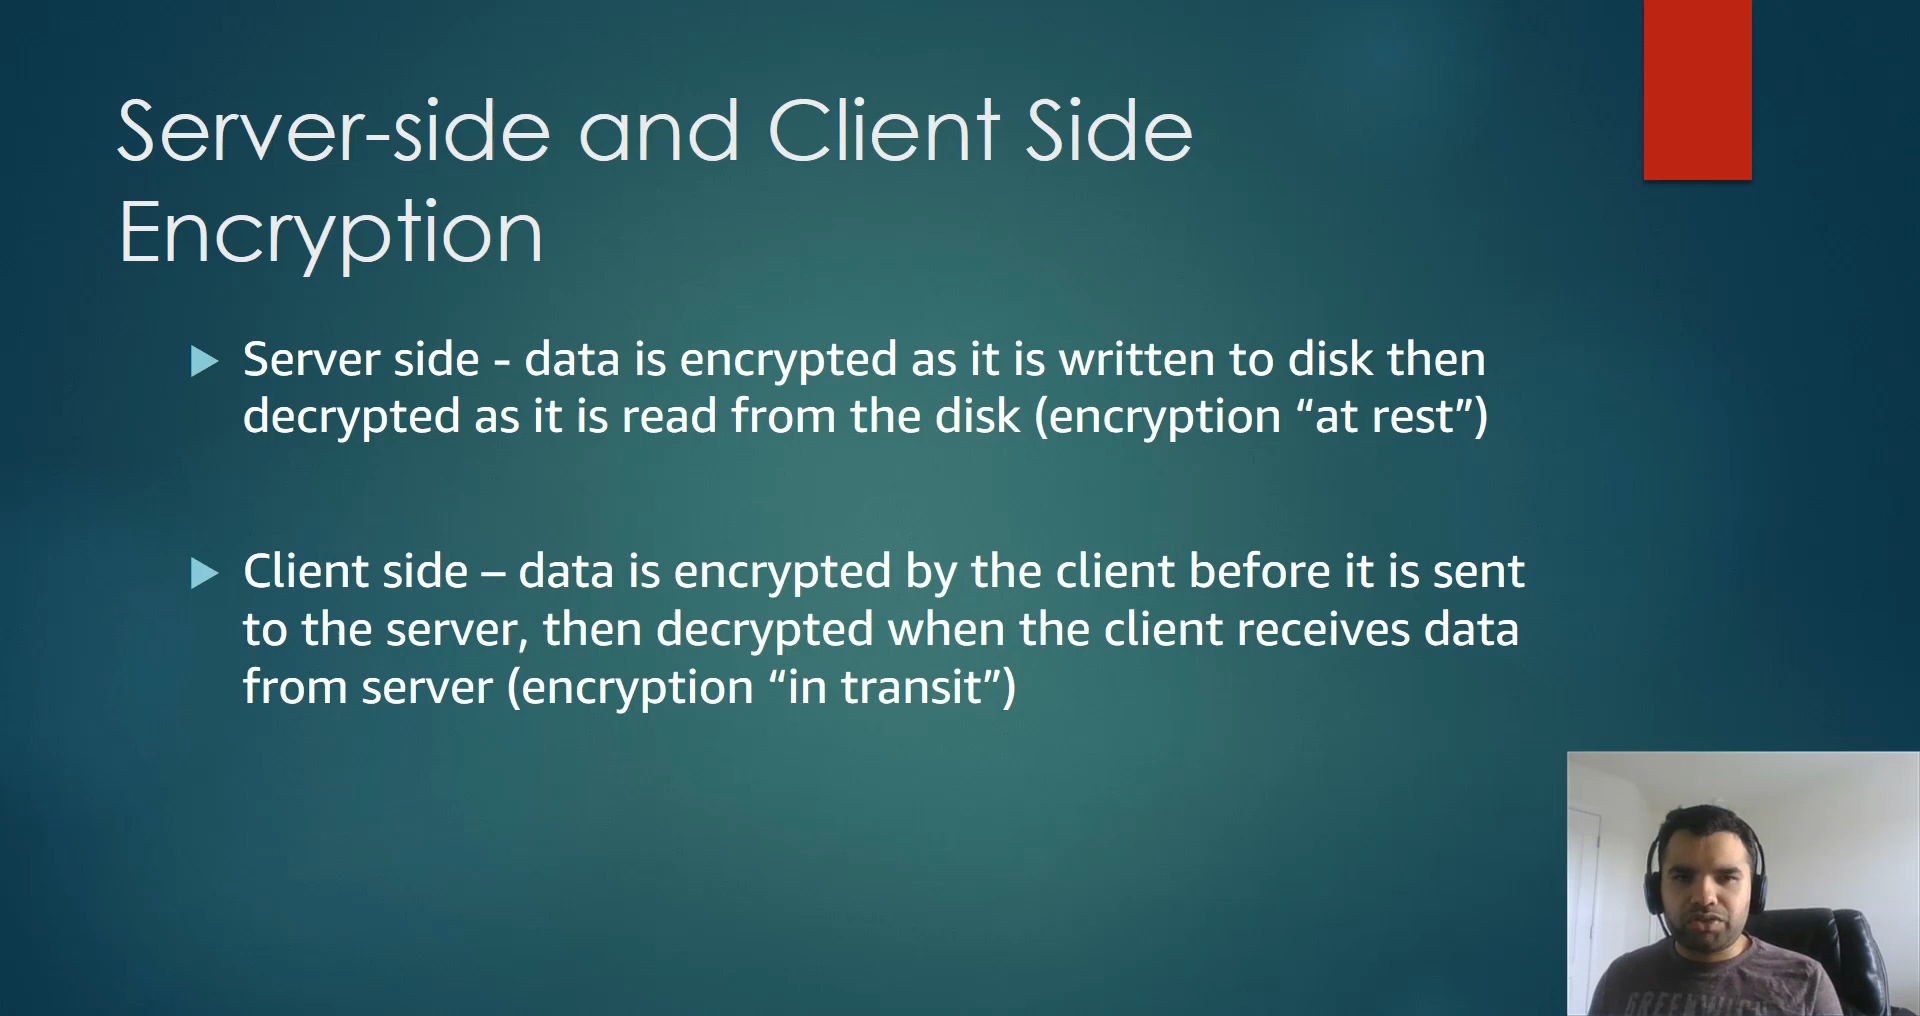 Server-side and Client Side
Encryption
Server side - data is encrypted as it is written to disk then
decrypted as it is read from the disk (encryption “at rest”)
Client side – data is encrypted by the client before it is sent
to the server, then decrypted when the client receives data
from server (encryption “in transit”)